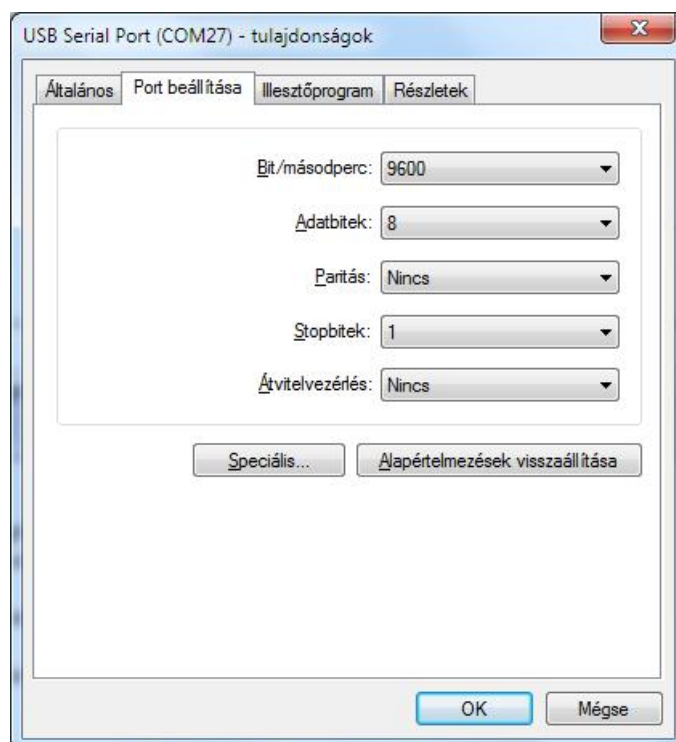 USB Serial Port (COM27) - tulajdonságok
Általános Port beállítása Illesztőprogram Részletek
Bit/másodperc: 9600
Adatbitek: 8
Paritás: Nincs
Stopbitek: 1
Átvitelvezérlés: Nincs
Speciális... Alapértelmezések visszaállítása
OK Mégse